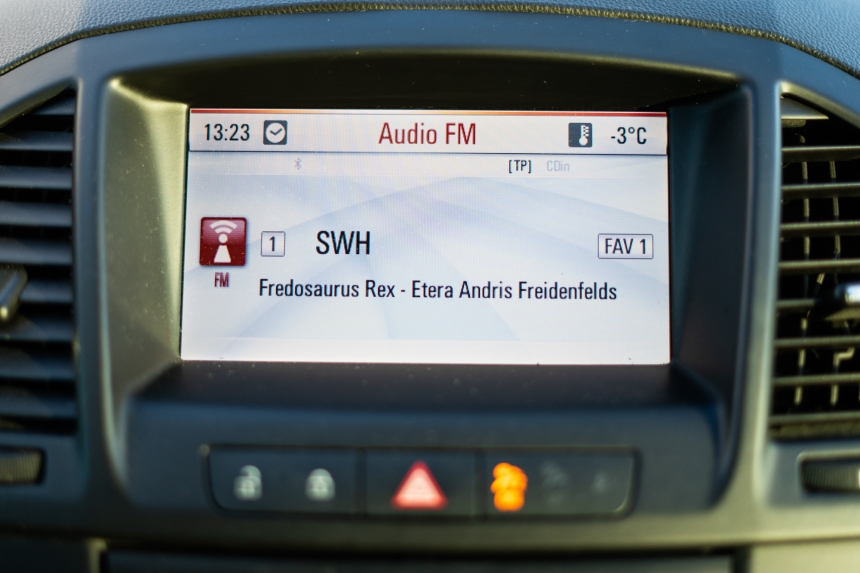 13:23 Audio FM -3°C
[TP] CDin
1 SWH FAV 1
FM
Fredosaurus Rex - Etera Andris Freidenfelds